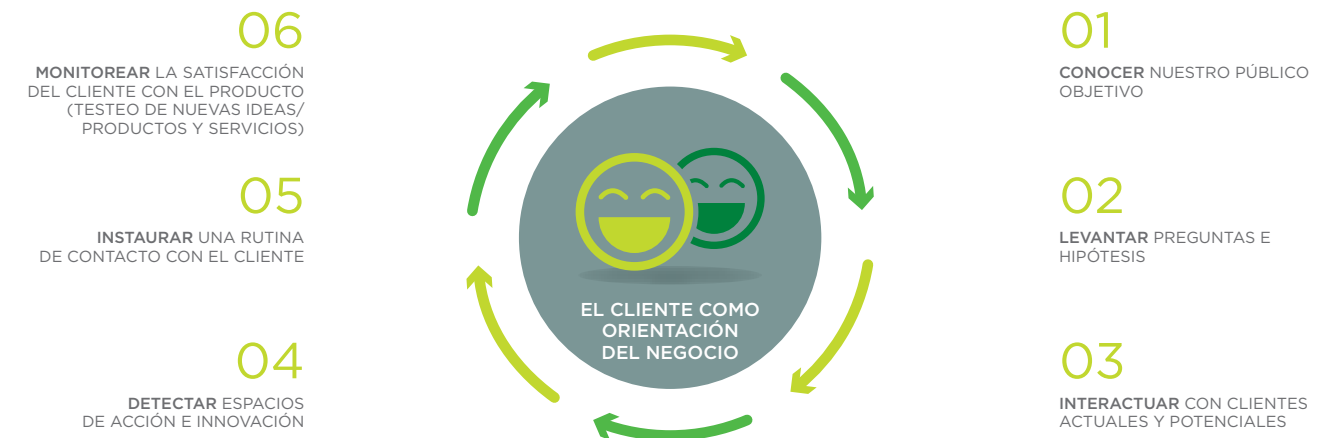 06
MONITOREAR LA SATISFACCIÓN
DEL CLIENTE CON EL PRODUCTO
(TESTEO DE NUEVAS IDEAS/
PRODUCTOS Y SERVICIOS)
05
INSTAURAR UNA RUTINA
DE CONTACTO CON EL CLIENTE
04
DETECTAR ESPACIOS
DE ACCIÓN E INNOVACIÓN
EL CLIENTE COMO
ORIENTACIÓN
DEL NEGOCIO
01
CONOCER NUESTRO PÚBLICO
OBJETIVO
02
LEVANTAR PREGUNTAS E
HIPÓTESIS
03
INTERACTUAR CON CLIENTES
ACTUALES Y POTENCIALES